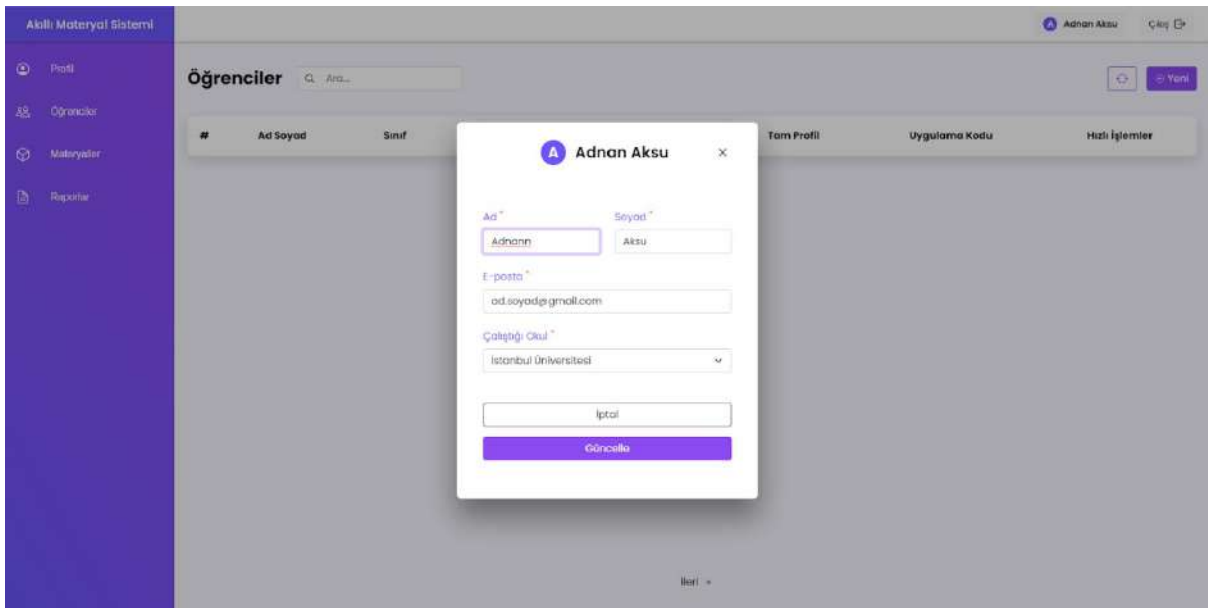 Akıllı Materyal Sistemi
A Adnan Aksu Çıkış
Profil
Öğrenciler
Materyaller
Raporlar
Öğrenciler Ara... Yeni
# Ad Soyad Sınıf Tam Profil Uygulama Kodu Hızlı İşlemler
A Adnan Aksu ×
Ad * Soyad *
Adnann Aksu
E-posta *
ad.soyad@gmail.com
Çalıştığı Okul *
İstanbul Üniversitesi
İptal
Güncelle
İleri »